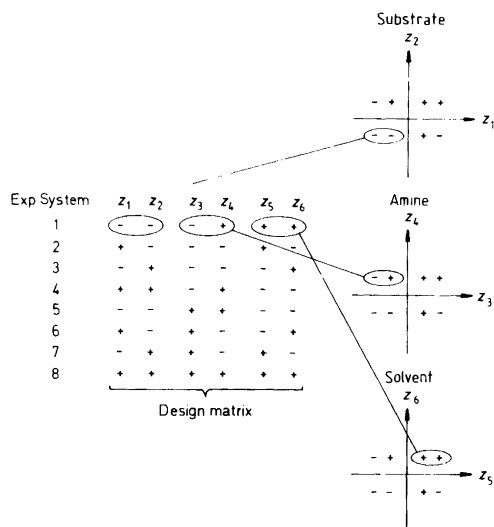 Substrate
z₂
- + + +
z₁
- - + -
Exp System z₁ z₂ z₃ z₄ z₅ z₆
1 - - - + + +
2 + - - - + -
3 - + - - - +
4 + + - + - -
5 - - + + - -
6 + - + - - +
7 - + + - + -
8 + + + + + +
Design matrix
Amine
z₄
- + + +
z₃
- - + -
Solvent
z₆
- + + +
z₅
- - + -